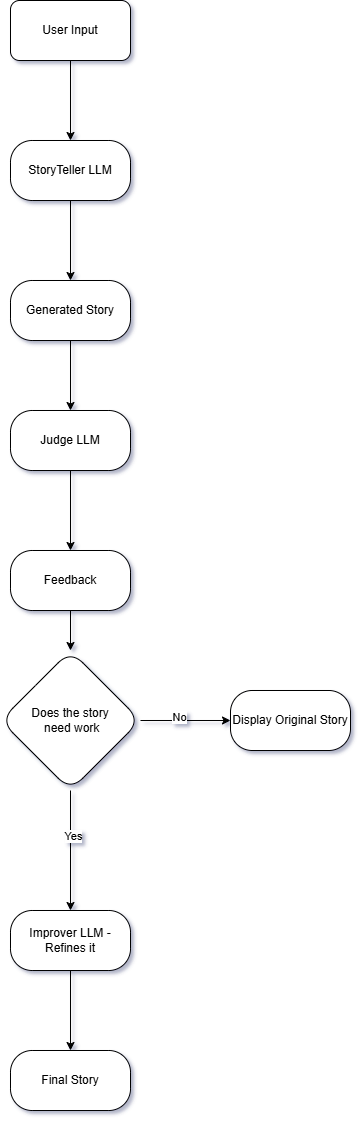 User Input
StoryTeller LLM
Generated Story
Judge LLM
Feedback
Does the story
need work
No
Display Original Story
Yes
Improver LLM -
Refines it
Final Story